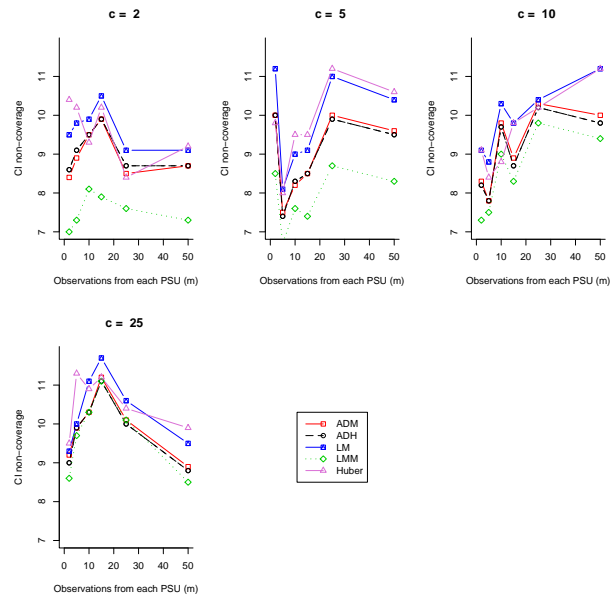 c = 2
CI non−coverage
7
8
9
10
11
0 10 20 30 40 50
Observations from each PSU (m)
c = 5
CI non−coverage
7
8
9
10
11
0 10 20 30 40 50
Observations from each PSU (m)
c = 10
CI non−coverage
7
8
9
10
11
0 10 20 30 40 50
Observations from each PSU (m)
c = 25
CI non−coverage
7
8
9
10
11
0 10 20 30 40 50
Observations from each PSU (m)
ADM
ADH
LM
LMM
Huber